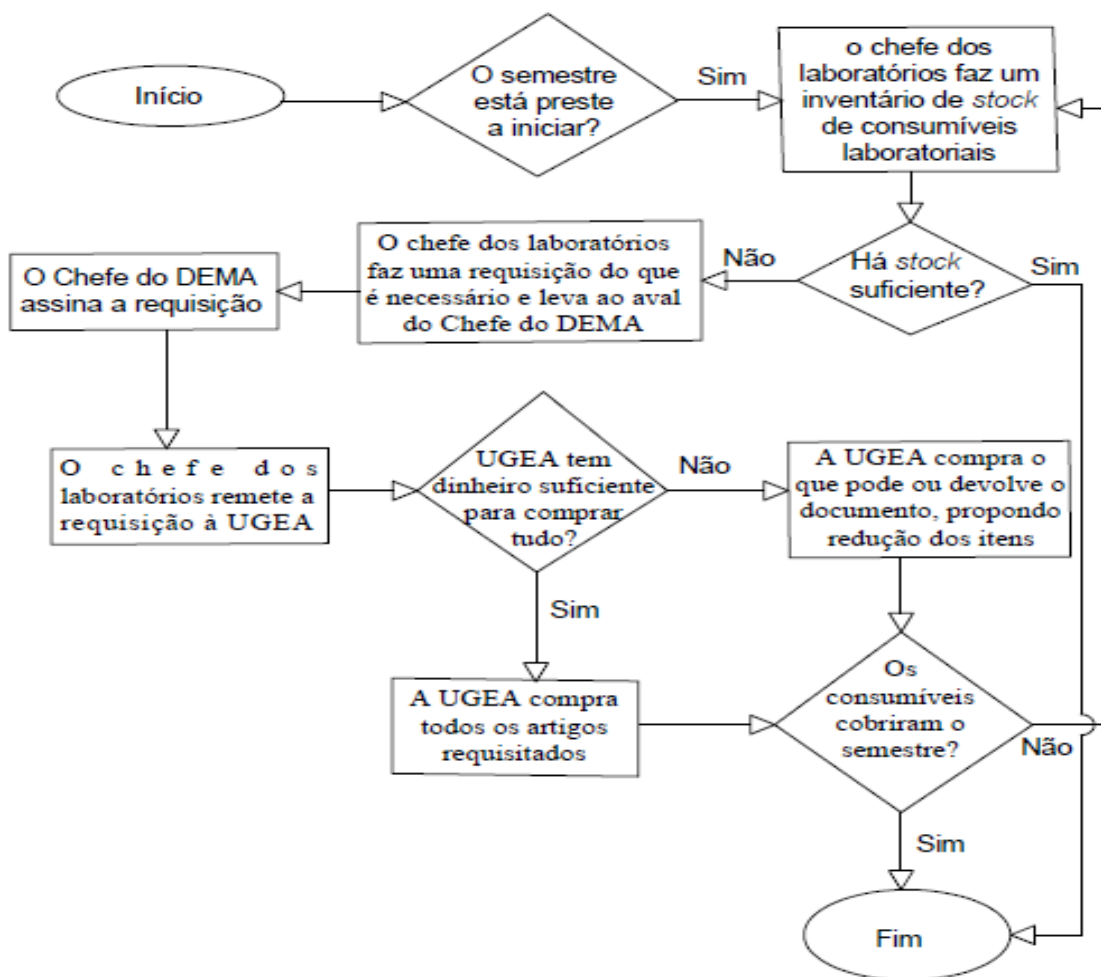 Início
O semestre
está preste
a iniciar?
Sim
o chefe dos
laboratórios faz um
inventário de stock
de consumíveis
laboratoriais
Há stock
suficiente?
Sim
Não
O chefe dos laboratórios
faz uma requisição do que
é necessário e leva ao aval
do Chefe do DEMA
O Chefe do DEMA
assina a requisição
O chefe dos
laboratórios remete a
requisição à UGEA
UGEA tem
dinheiro suficiente
para comprar
tudo?
Não
A UGEA compra o
que pode ou devolve o
documento, propondo
redução dos itens
Sim
A UGEA compra
todos os artigos
requisitados
Os
consumíveis
cobriram o
semestre?
Não
Sim
Fim